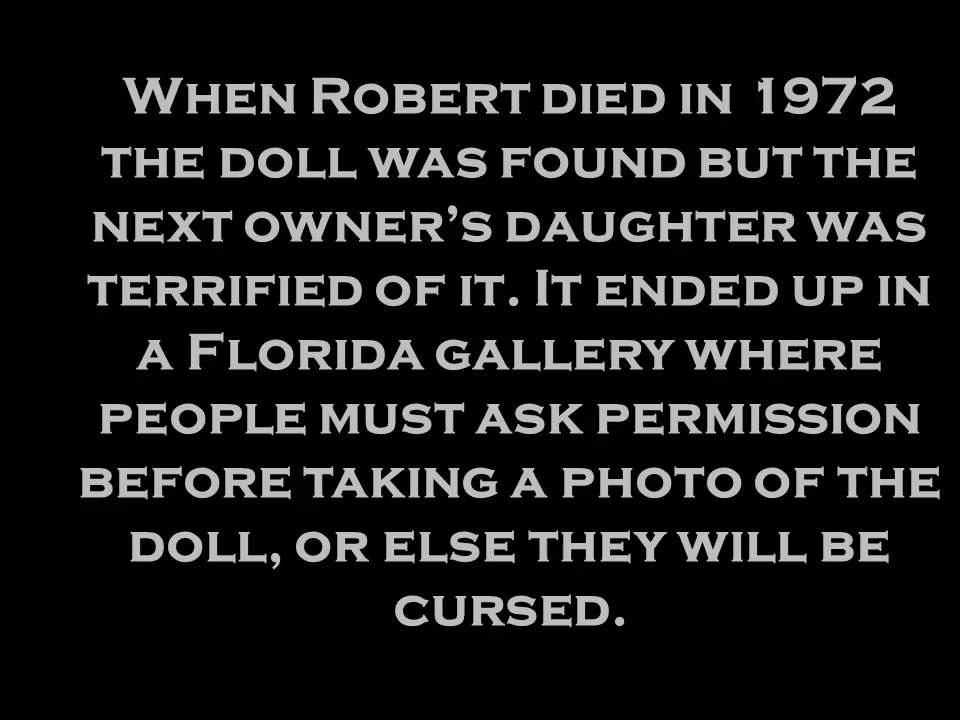 When Robert died in 1972
the doll was found but the
next owner’s daughter was
terrified of it. It ended up in
a Florida gallery where
people must ask permission
before taking a photo of the
doll, or else they will be
cursed.